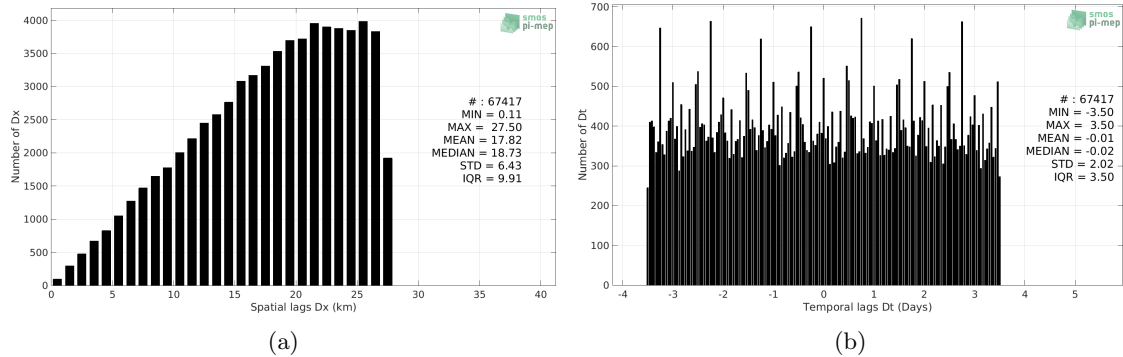 4000
3500
3000
2500
2000
1500
1000
500
0
Number of Dx
smos
pi-mep
# : 67417
MIN = 0.11
MAX = 27.50
MEAN = 17.82
MEDIAN = 18.73
STD = 6.43
IQR = 9.91
0 5 10 15 20 25 30 35 40
Spatial lags Dx (km)
(a)
700
600
500
400
300
200
100
0
Number of Dt
smos
pi-mep
# : 67417
MIN = -3.50
MAX = 3.50
MEAN = -0.01
MEDIAN = -0.02
STD = 2.02
IQR = 3.50
-4 -3 -2 -1 0 1 2 3 4 5
Temporal lags Dt (Days)
(b)